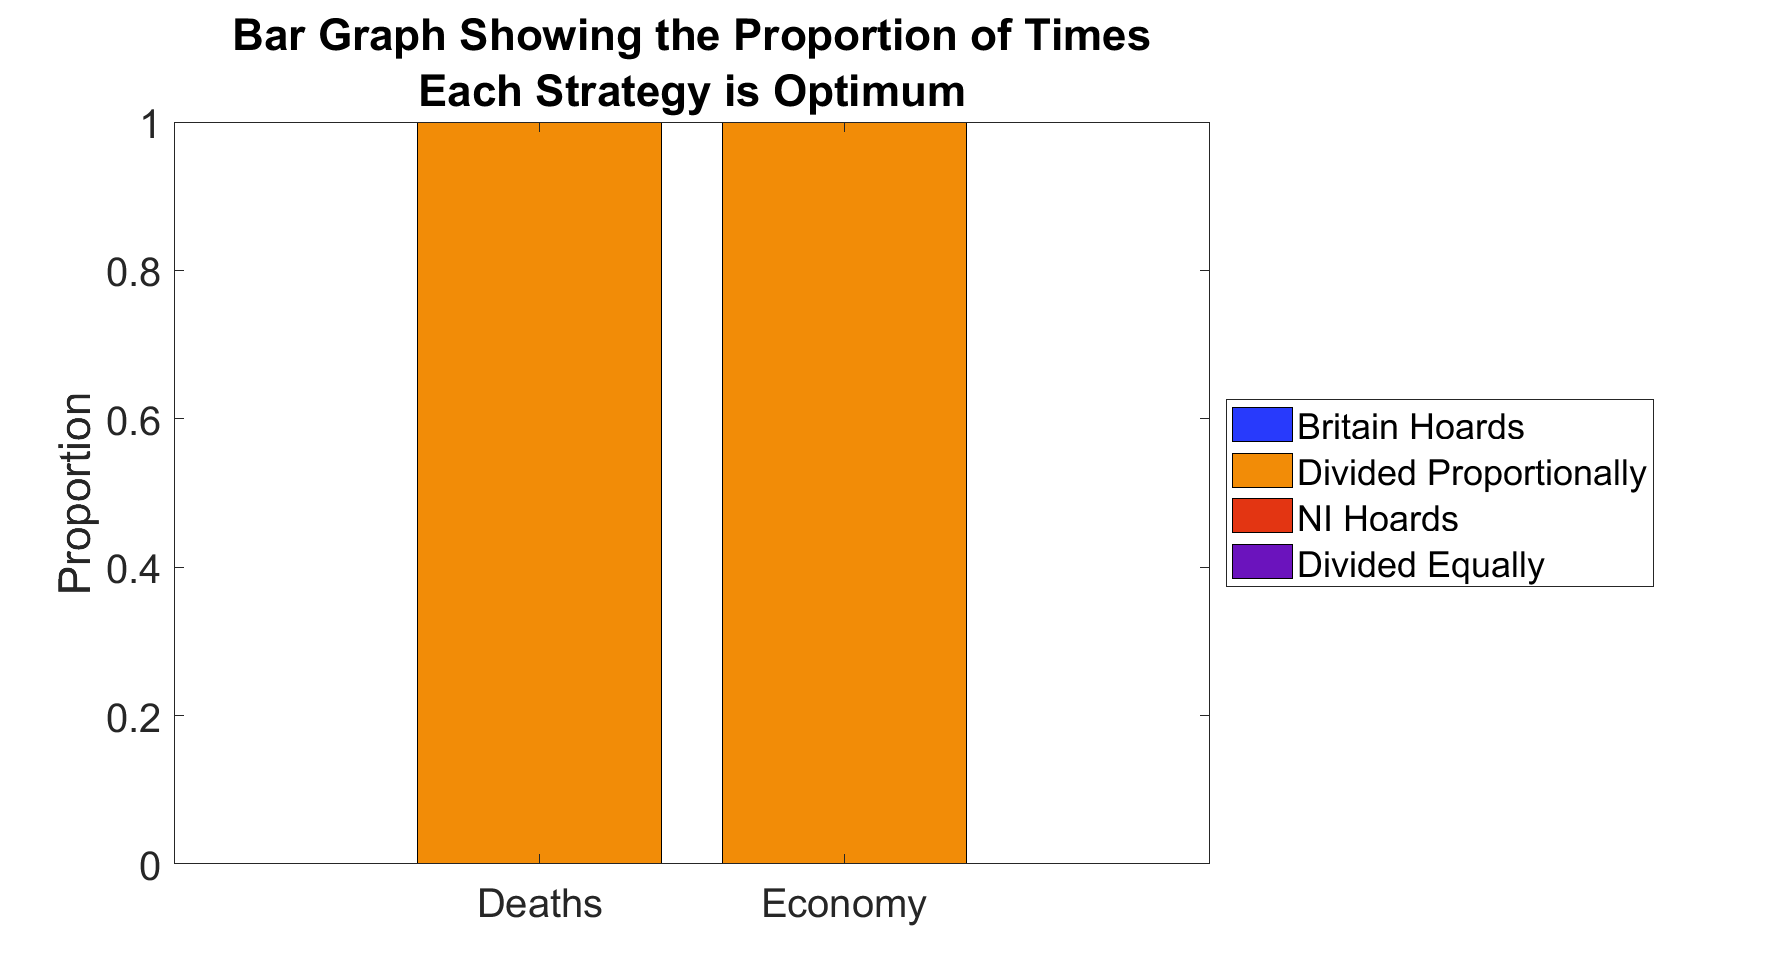 Bar Graph Showing the Proportion of Times
Each Strategy is Optimum
1
0.8
0.6
0.4
0.2
0
Proportion
Deaths
Economy
Britain Hoards
Divided Proportionally
NI Hoards
Divided Equally